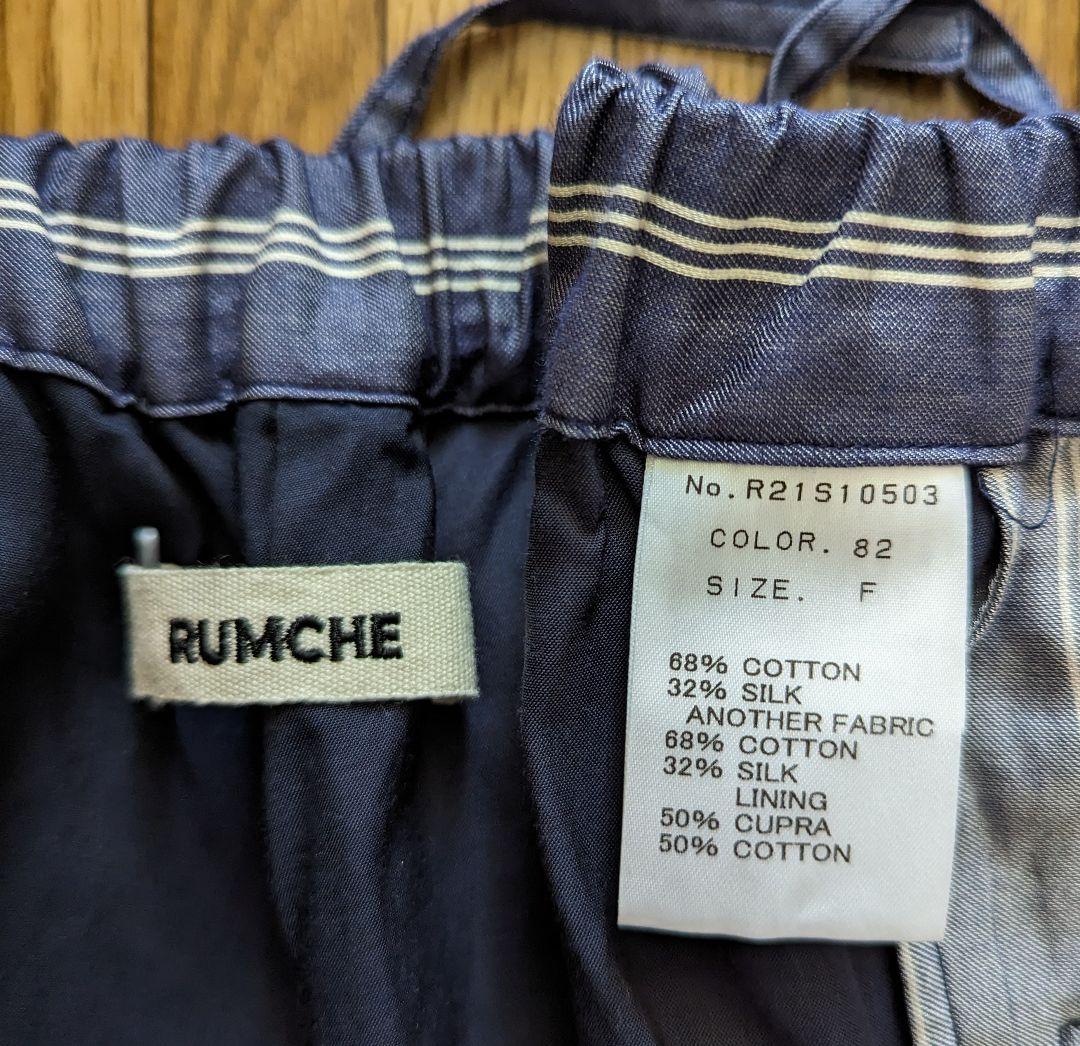 RUMCHE
No.R21S10503
COLOR. 82
SIZE. F
68% COTTON
32% SILK
ANOTHER FABRIC
68% COTTON
32% SILK
LINING
50% CUPRA
50% COTTON